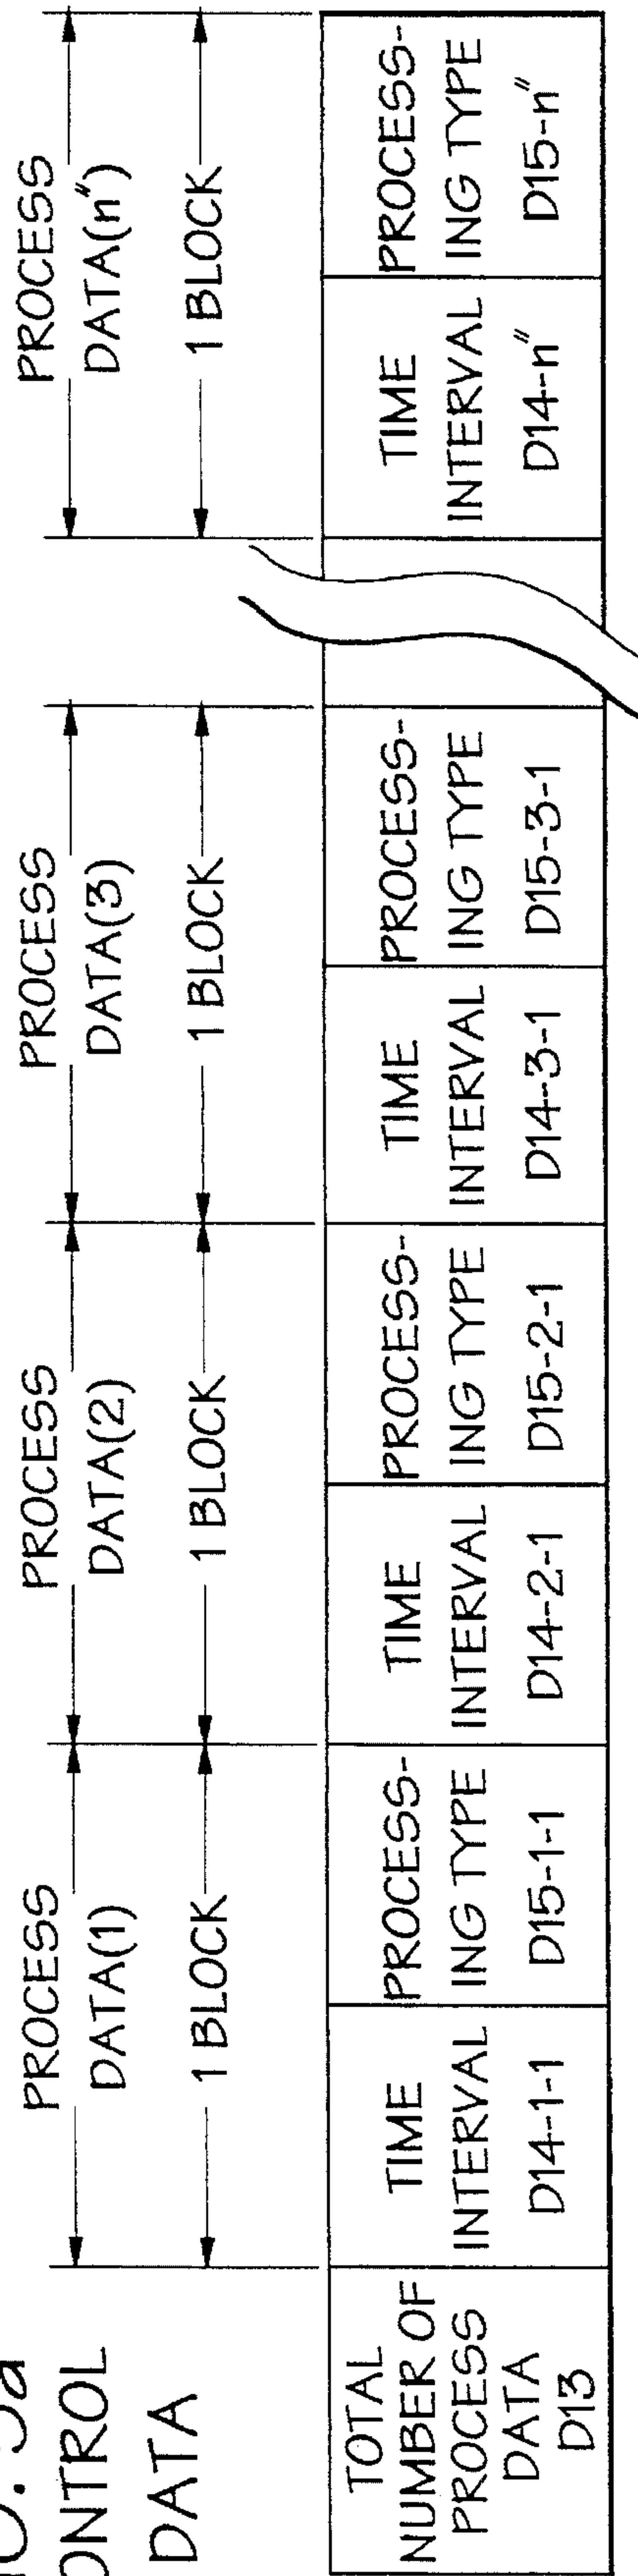 DATA
PROCESS
DATA(1)
1 BLOCK
PROCESS
DATA(2)
1 BLOCK
PROCESS
DATA(3)
1 BLOCK
PROCESS
DATA(n")
1 BLOCK
TOTAL
NUMBER OF
PROCESS
DATA
D13
TIME
INTERVAL
D14-1-1
PROCESS-
ING TYPE
D15-1-1
TIME
INTERVAL
D14-2-1
PROCESS-
ING TYPE
D15-2-1
TIME
INTERVAL
D14-3-1
PROCESS-
ING TYPE
D15-3-1
TIME
INTERVAL
D14-n"
PROCESS-
ING TYPE
D15-n"